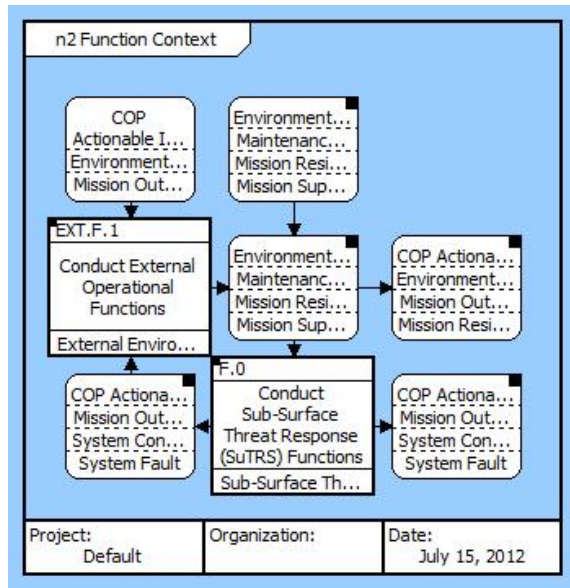 n2 Function Context
COP
Actionable I...
Environment...
Mission Out...
Environment...
Maintenanc...
Mission Resi...
Mission Sup...
EXT.F.1
Conduct External
Operational
Functions
External Enviro...
Environment...
Maintenanc...
Mission Resi...
Mission Sup...
COP Actiona...
Environment...
Mission Out...
Mission Resi...
COP Actiona...
Mission Out...
System Con...
System Fault
F.0
Conduct
Sub-Surface
Threat Response
(SuTRS) Functions
Sub-Surface Th...
COP Actiona...
Mission Out...
System Con...
System Fault
Project:
Default
Organization:
Date:
July 15, 2012